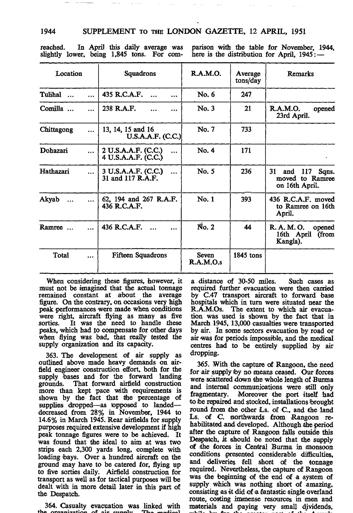 1944 SUPPLEMENT TO THE LONDON GAZETTE, 12 APRIL, 1951
reached. In April this daily average was
slightly lower, being 1,845 tons. For com-
parison with the table for November, 1944,
here is the distribution for April, 1945:—
Location Squadrons R.A.M.O. Average tons/day Remarks
Tulihal ... ... 435 R.C.A.F. ... ... No. 6 247
Comilla ... ... 238 R.A.F. ... ... No. 3 21 R.A.M.O. opened 23rd April.
Chittagong ... 13, 14, 15 and 16 U.S.A.A.F. (C.C.) No. 7 733
Dohazari ... 2 U.S.A.A.F. (C.C.) ... 4 U.S.A.A.F. (C.C.) No. 4 171
Hathazari ... 3 U.S.A.A.F. (C.C.) ... 31 and 117 R.A.F. No. 5 236 31 and 117 Sqns. moved to Ramree on 16th April.
Akyab ... ... 62, 194 and 267 R.A.F. 436 R.C.A.F. No. 1 393 436 R.C.A.F. moved to Ramree on 16th April.
Ramree ... ... 436 R.C.A.F. ... ... No. 2 44 R. A. M. O. opened 16th April (from Kangla).
Total ... Fifteen Squadrons Seven R.A.M.O.s 1845 tons
When considering these figures, however, it
must not be imagined that the actual tonnage
remained constant at about the average
figure. On the contrary, on occasions very high
peak performances were made when conditions
were right, aircraft flying as many as five
sorties. It was the need to handle these
peaks, which had to compensate for other days
when flying was bad, that really tested the
supply organization and its capacity.
363. The development of air supply as
outlined above made heavy demands on air-
field engineer construction effort, both for the
supply bases and for the forward landing
grounds. That forward airfield construction
more than kept pace with requirements is
shown by the fact that the percentage of
supplies dropped—as opposed to landed—
decreased from 28% in November, 1944 to
14.6% in March 1945. Rear airfields for supply
purposes required extensive development if high
peak tonnage figures were to be achieved. It
was found that the ideal to aim at was two
strips each 2,300 yards long, complete with
loading bays. Over a hundred aircraft on the
ground may have to be catered for, flying up
to five sorties daily. Airfield construction for
transport as well as for tactical purposes will be
dealt with in more detail later in this part of
the Despatch.
364. Casualty evacuation was linked with
the organization of air supply. The medical
a distance of 30-50 miles. Such cases as
required further evacuation were then carried
by C.47 transport aircraft to forward base
hospitals which in turn were situated near the
R.A.M.Os. The extent to which air evacua-
tion was used is shown by the fact that in
March 1945, 13,000 casualties were transported
by air. In some sectors evacuation by road or
air was for periods impossible, and the medical
centres had to be entirely supplied by air
dropping.
365. With the capture of Rangoon, the need
for air supply by no means ceased. Our forces
were scattered down the whole length of Burma
and internal communications were still only
fragmentary. Moreover the port itself had
to be repaired and stocked, installations brought
round from the other Ls. of C., and the land
Ls. of C. northwards from Rangoon re-
habilitated and developed. Although the period
after the capture of Rangoon falls outside this
Despatch, it should be noted that the supply
of the forces in Central Burma in monsoon
conditions presented considerable difficulties,
and deliveries fell short of the tonnage
required. Nevertheless, the capture of Rangoon
was the beginning of the end of a system of
supply which was nothing short of amazing,
consisting as it did of a fantastic single overland
route, costing immense resources in men and
materials and paying very small dividends,